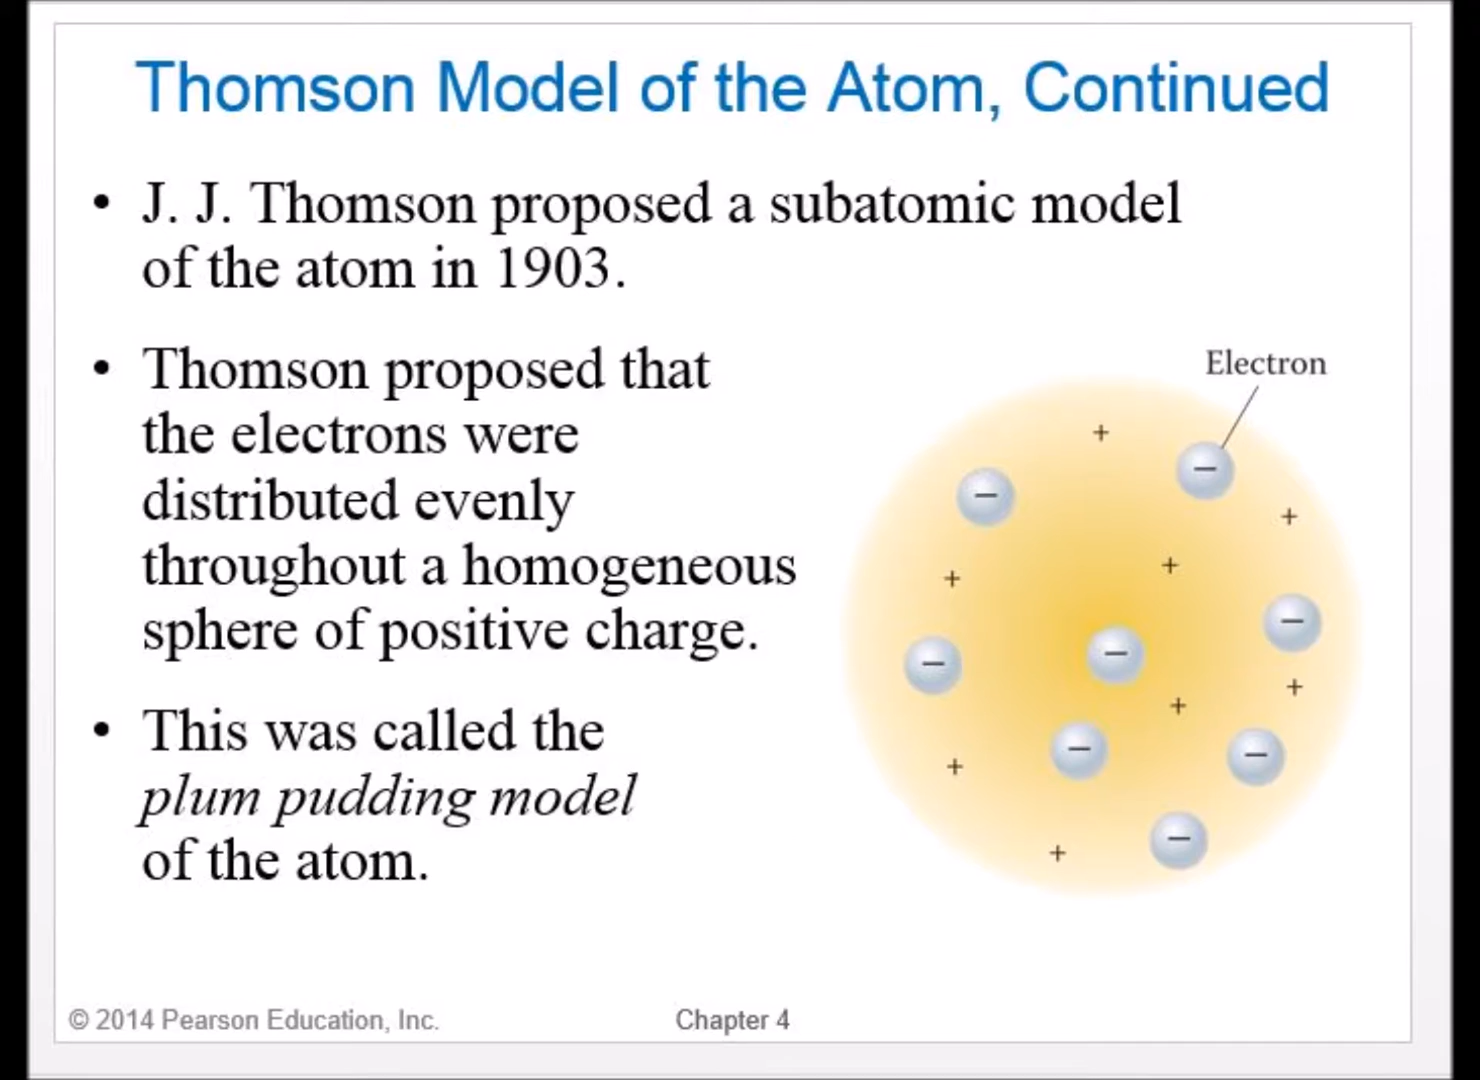 Thomson Model of the Atom, Continued
• J. J. Thomson proposed a subatomic model
of the atom in 1903.
• Thomson proposed that
the electrons were
distributed evenly
throughout a homogeneous
sphere of positive charge.
• This was called the
plum pudding model
of the atom.
Electron
+
−
−
+
+
+
−
−
−
+
+
−
−
+
−
+
© 2014 Pearson Education, Inc.
Chapter 4